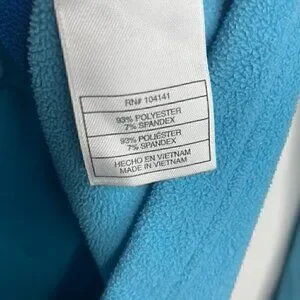 RN# 104141
93% POLYESTER
7% SPANDEX
93% POLIÉSTER
7% SPANDEX
HECHO EN VIETNAM
MADE IN VIETNAM